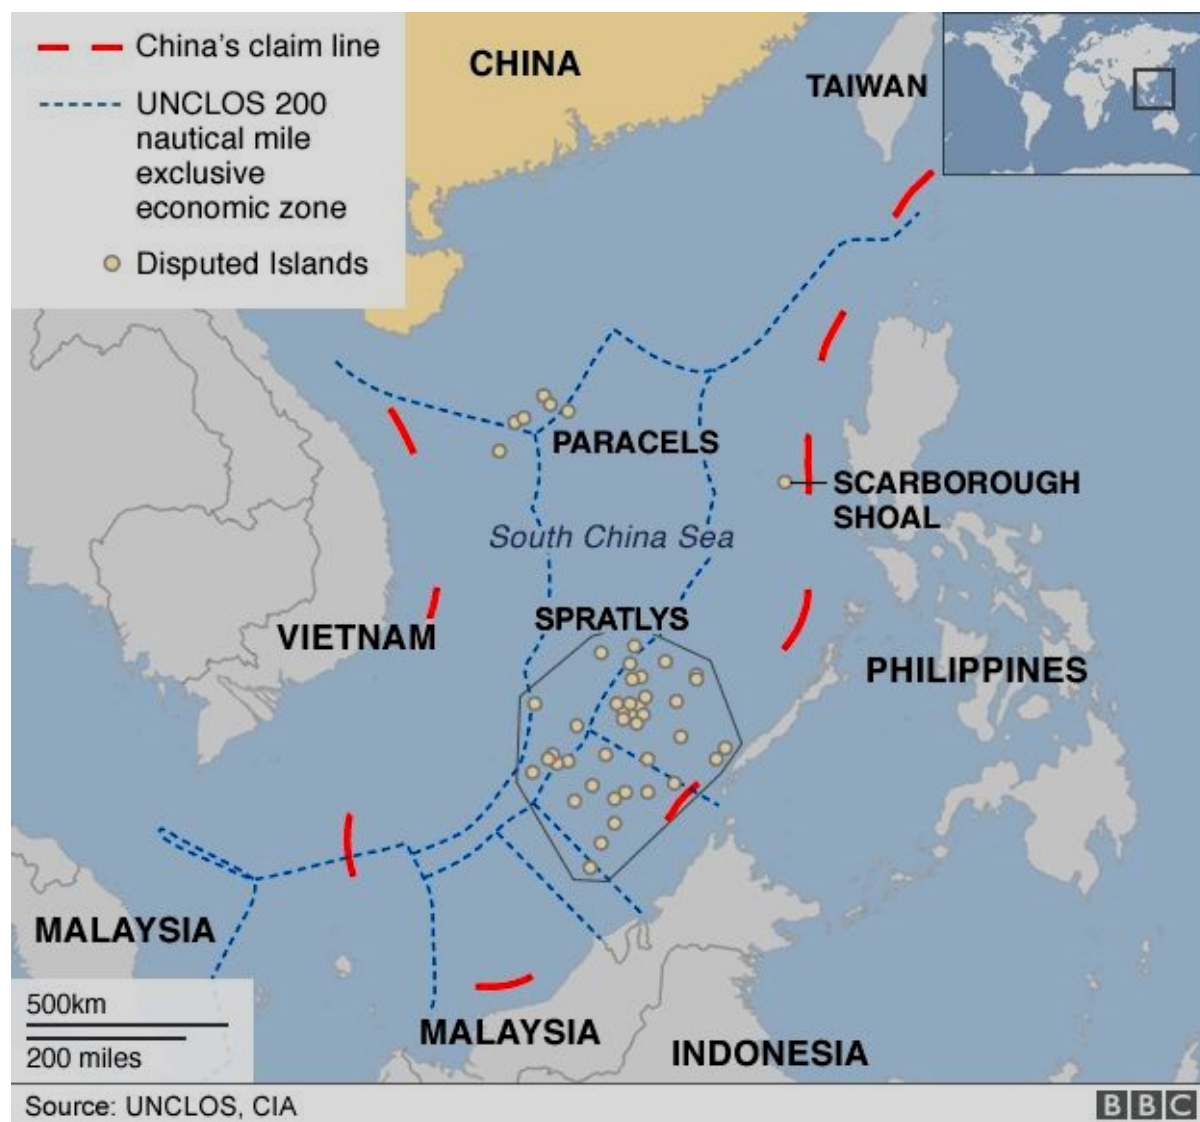 China's claim line
UNCLOS 200
nautical mile
exclusive
economic zone
Disputed Islands
CHINA
TAIWAN
PARACELS
SCARBOROUGH
SHOAL
South China Sea
SPRATLYS
VIETNAM
PHILIPPINES
MALAYSIA
500km
200 miles
MALAYSIA
INDONESIA
Source: UNCLOS, CIA
BBC